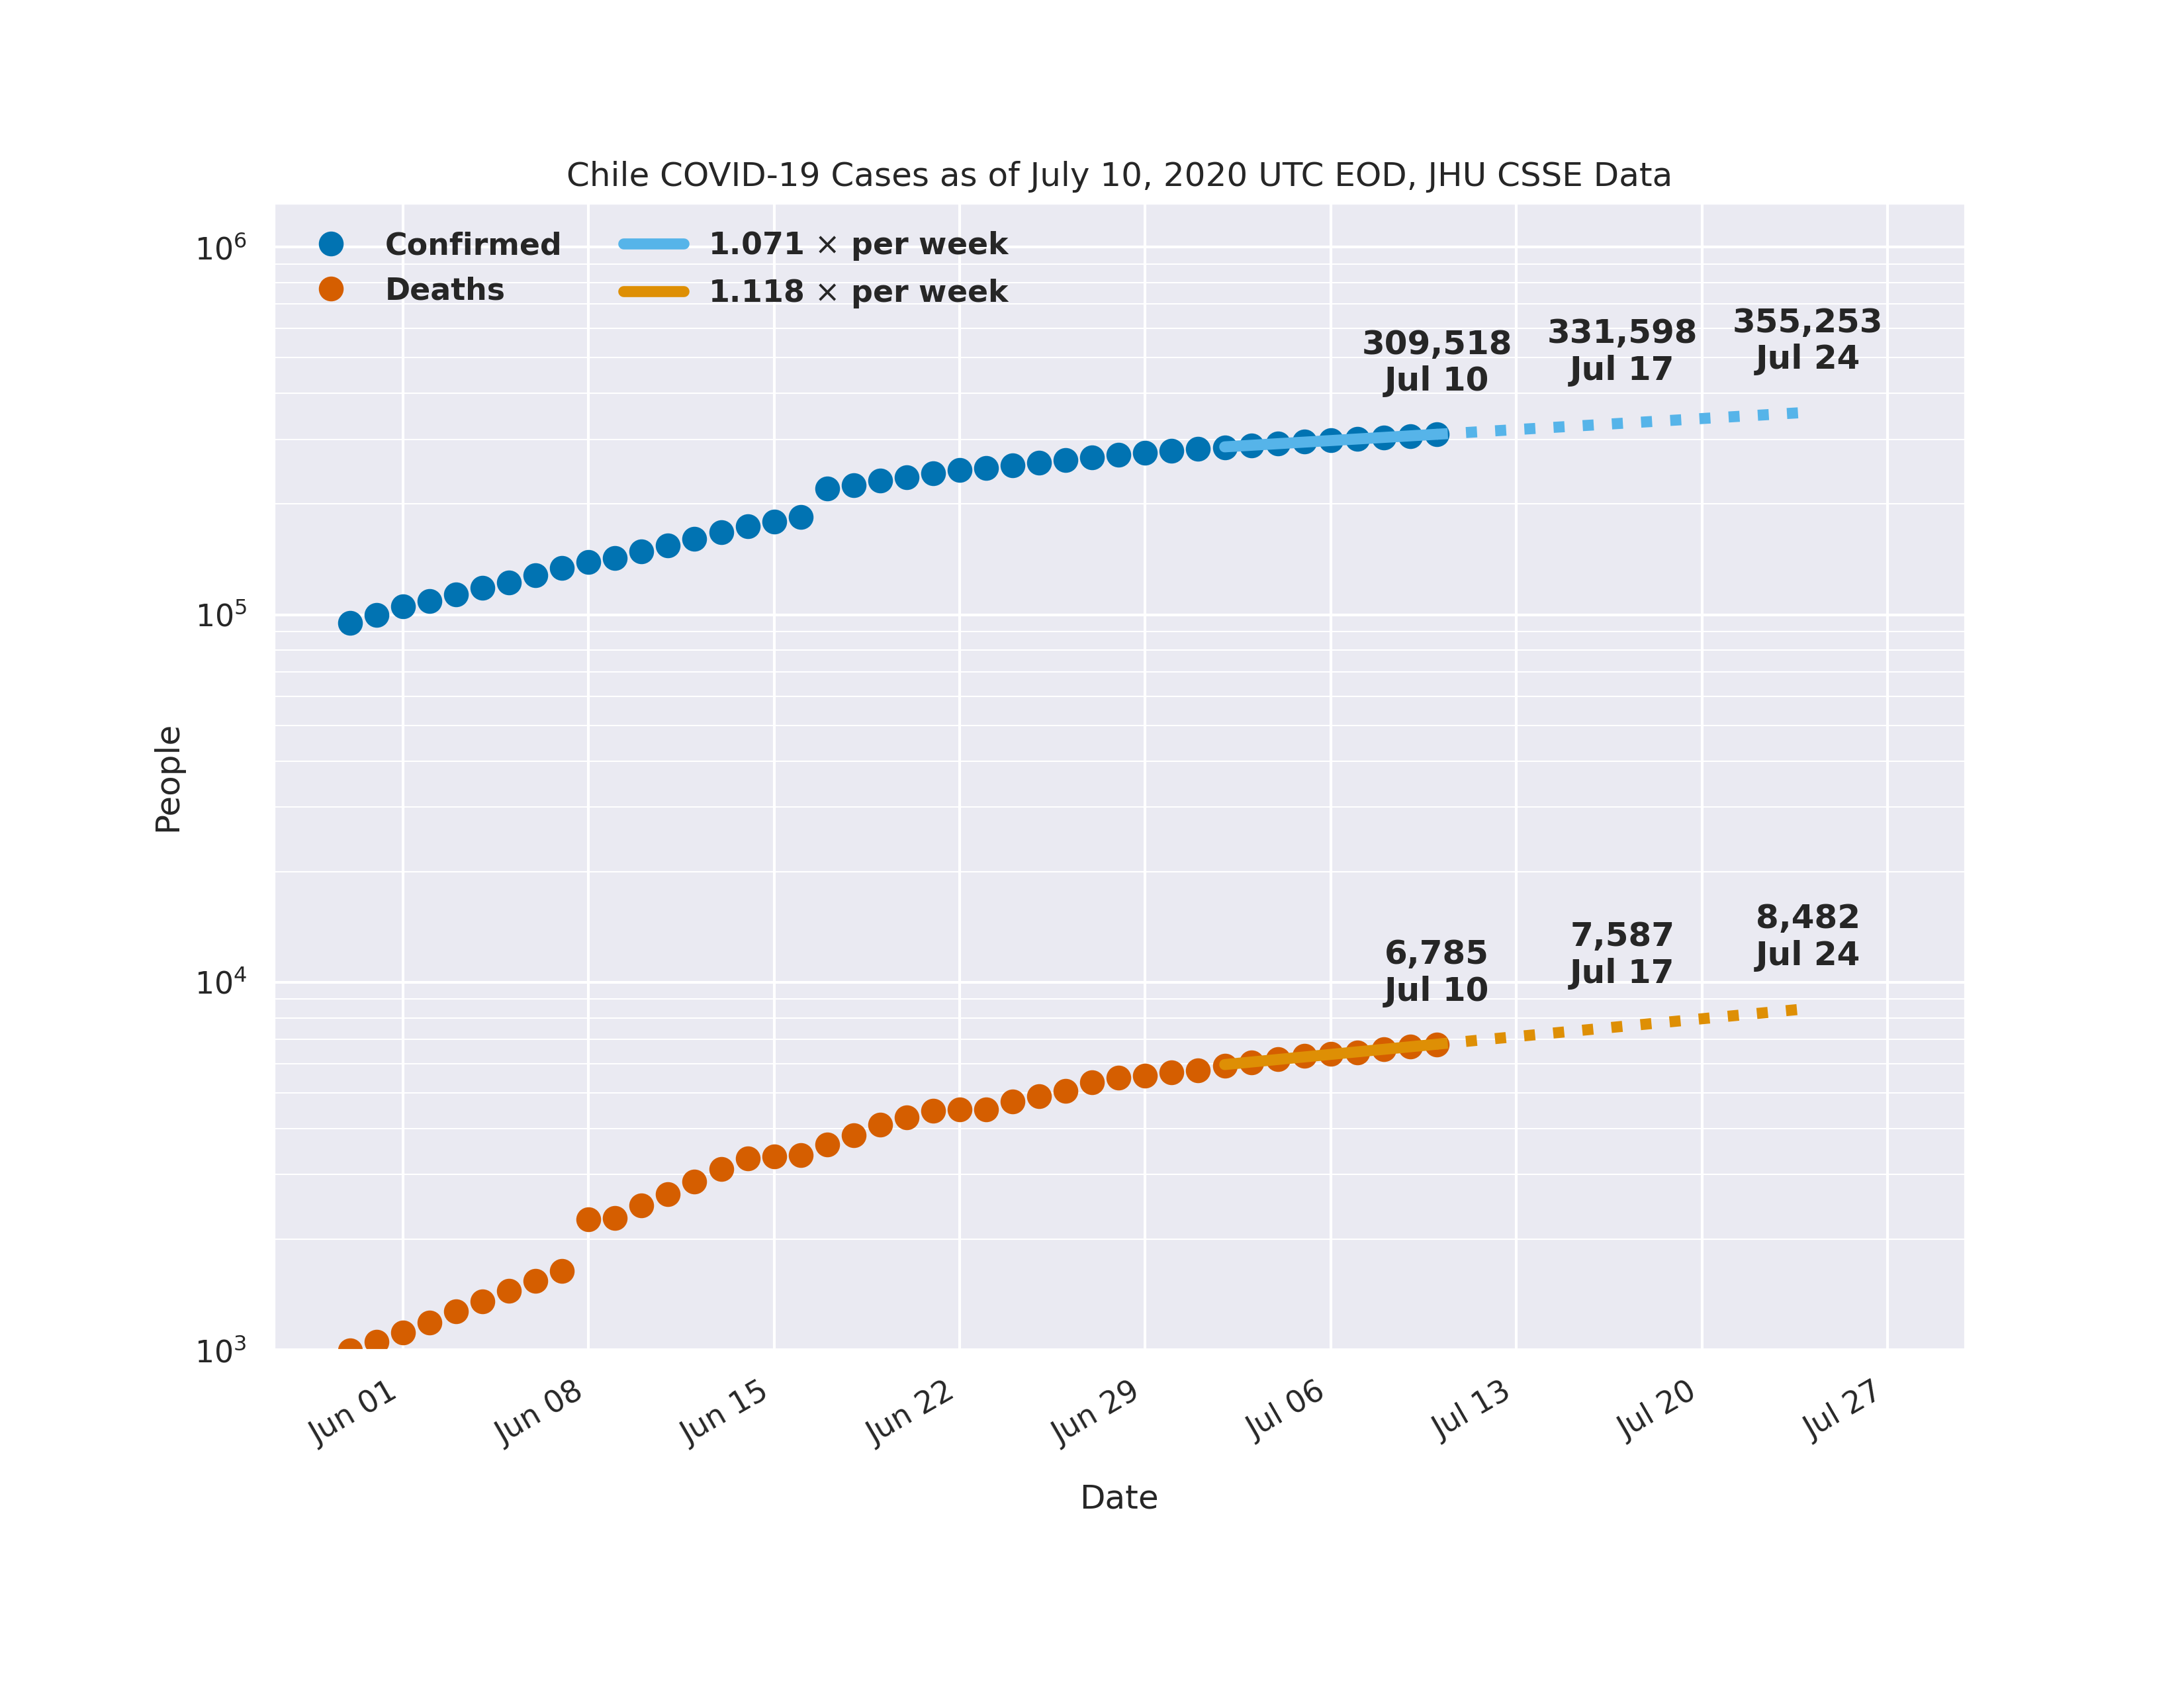 Chile COVID-19 Cases as of July 10, 2020 UTC EOD, JHU CSSE Data
Confirmed
Deaths
1.071 × per week
1.118 × per week
309,518
Jul 10
331,598
Jul 17
355,253
Jul 24
6,785
Jul 10
7,587
Jul 17
8,482
Jul 24
10⁶
10⁵
10⁴
10³
People
Jun 01
Jun 08
Jun 15
Jun 22
Jun 29
Jul 06
Jul 13
Jul 20
Jul 27
Date